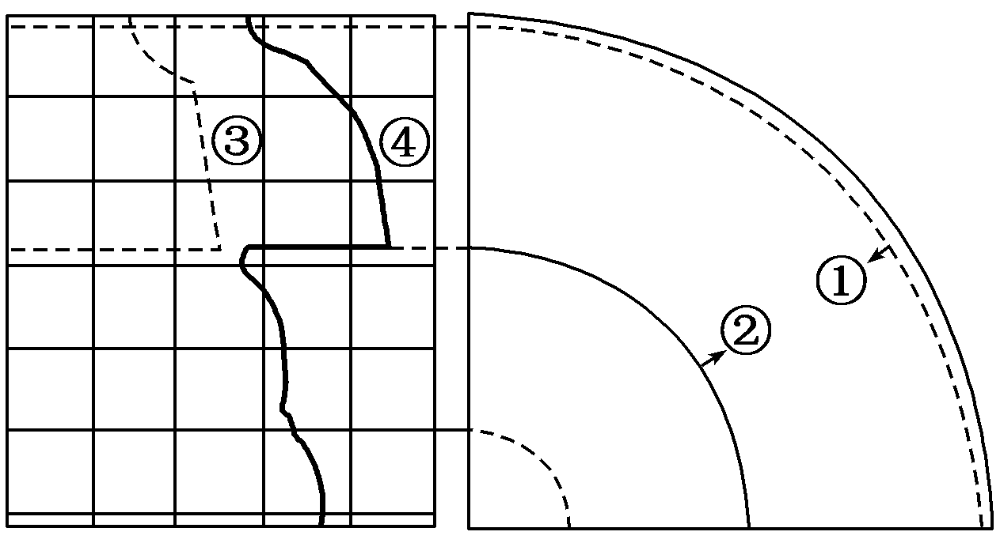 ③
④
①
②